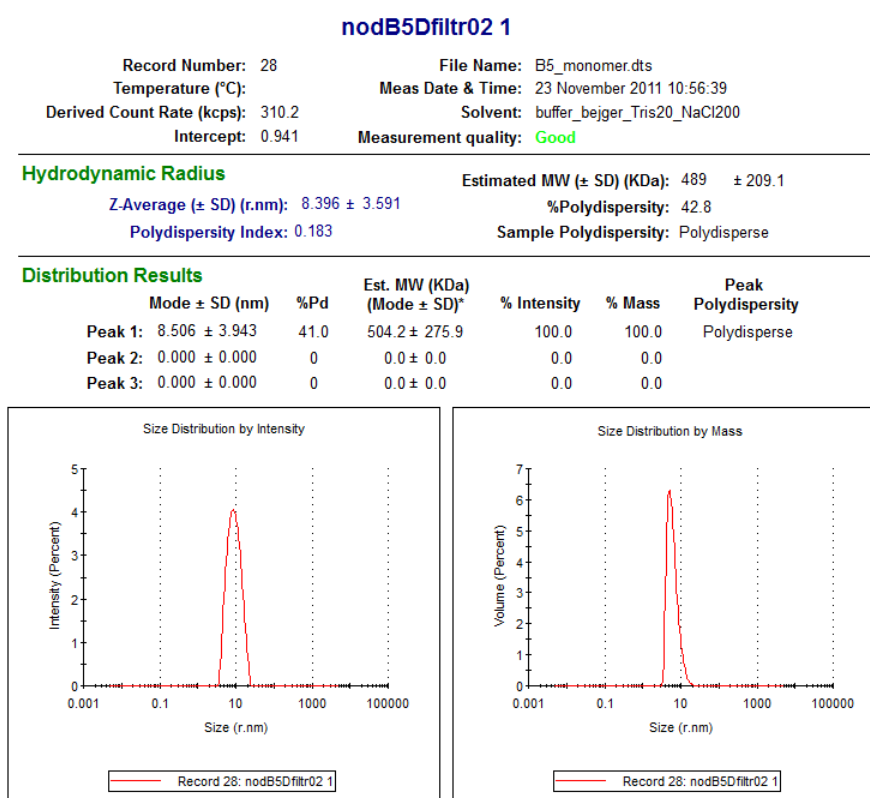 nodB5Dfiltr02 1
Record Number: 28 File Name: B5_monomer.dts
Temperature (°C): Meas Date & Time: 23 November 2011 10:56:39
Derived Count Rate (kcps): 310.2 Solvent: buffer_bejger_Tris20_NaCl200
Intercept: 0.941 Measurement quality: Good
Hydrodynamic Radius
Estimated MW (± SD) (KDa): 489 ± 209.1
Z-Average (± SD) (r.nm): 8.396 ± 3.591 %Polydispersity: 42.8
Polydispersity Index: 0.183 Sample Polydispersity: Polydisperse
Distribution Results
Mode ± SD (nm) %Pd Est. MW (KDa) (Mode ± SD)* % Intensity % Mass Peak Polydispersity
Peak 1: 8.506 ± 3.943 41.0 504.2 ± 275.9 100.0 100.0 Polydisperse
Peak 2: 0.000 ± 0.000 0 0.0 ± 0.0 0.0 0.0
Peak 3: 0.000 ± 0.000 0 0.0 ± 0.0 0.0 0.0
Size Distribution by Intensity
Intensity (Percent)
5
4
3
2
1
0
0.001 0.1 10 1000 100000
Size (r.nm)
Record 28: nodB5Dfiltr02 1
Size Distribution by Mass
Volume (Percent)
7
6
5
4
3
2
1
0
0.001 0.1 10 1000 100000
Size (r.nm)
Record 28: nodB5Dfiltr02 1